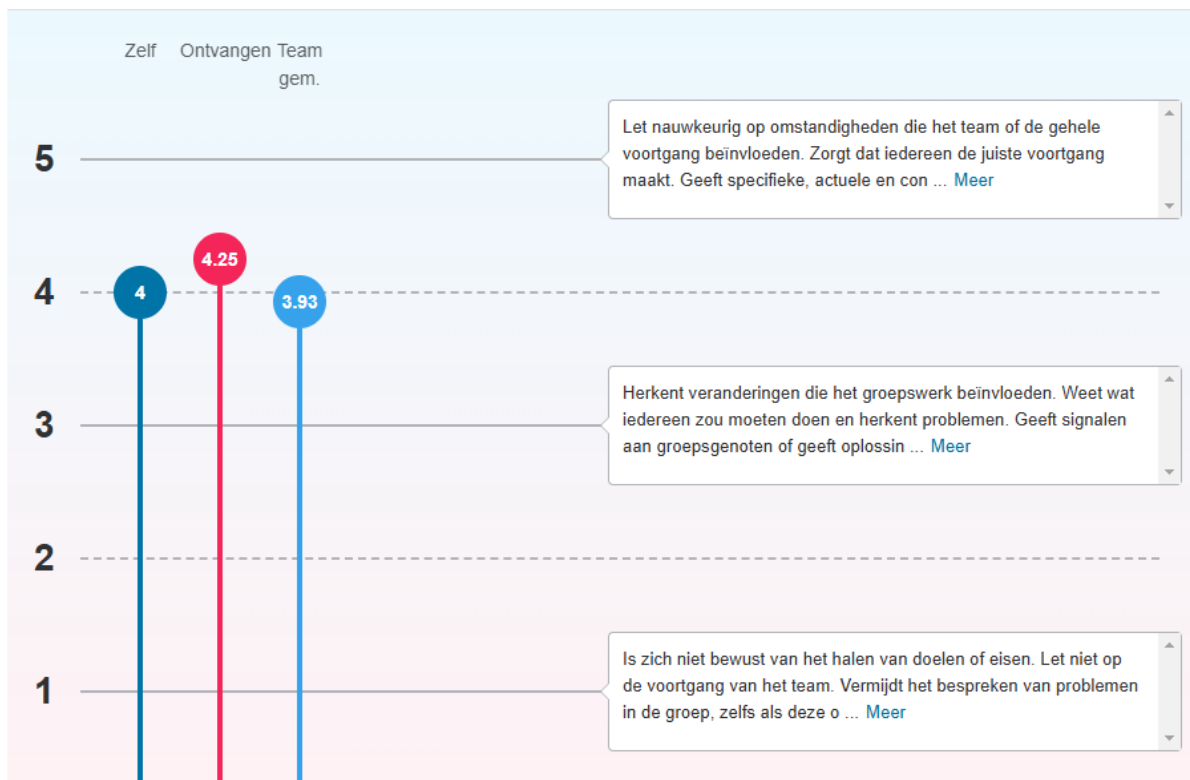 Zelf Ontvangen Team
gem.
5
Let nauwkeurig op omstandigheden die het team of de gehele
voortgang beïnvloeden. Zorgt dat iedereen de juiste voortgang
maakt. Geeft specifieke, actuele en con ... Meer
4.25
4
4
3.93
Herkent veranderingen die het groepswerk beïnvloeden. Weet wat
3
iedereen zou moeten doen en herkent problemen. Geeft signalen
aan groepsgenoten of geeft oplossin ... Meer
2
Is zich niet bewust van het halen van doelen of eisen. Let niet op
1
de voortgang van het team. Vermijdt het bespreken van problemen
in de groep, zelfs als deze o ... Meer